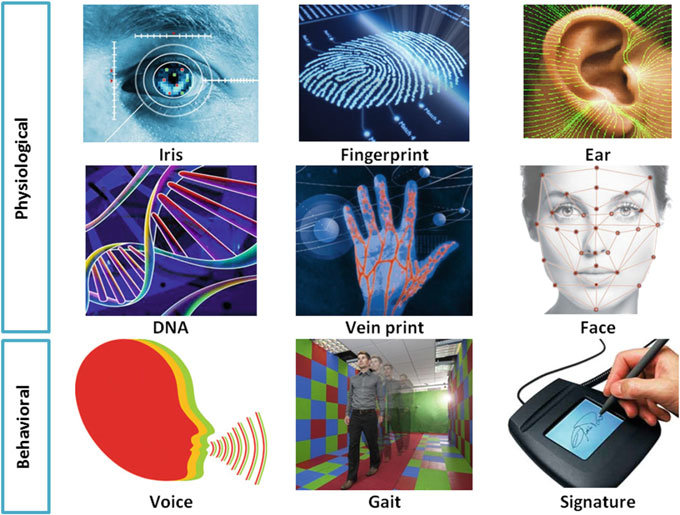 Physiological
Iris
Fingerprint
Ear
DNA
Vein print
Face
Behavioral
Voice
Gait
Signature